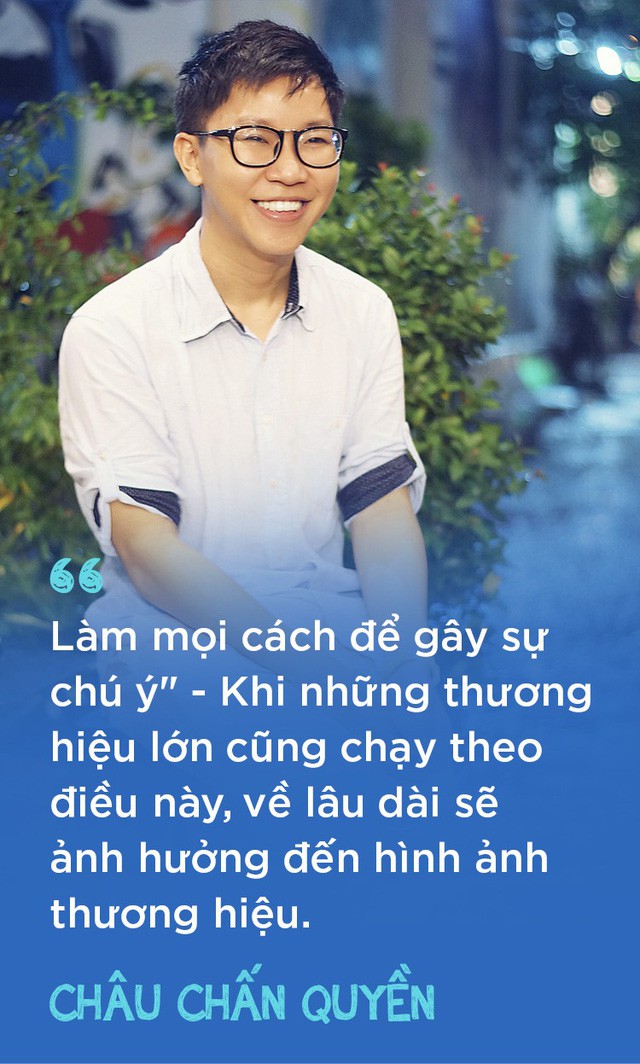 “
Làm mọi cách để gây sự
chú ý" - Khi những thương
hiệu lớn cũng chạy theo
điều này, về lâu dài sẽ
ảnh hưởng đến hình ảnh
thương hiệu.
CHÂU CHẤN QUYỀN